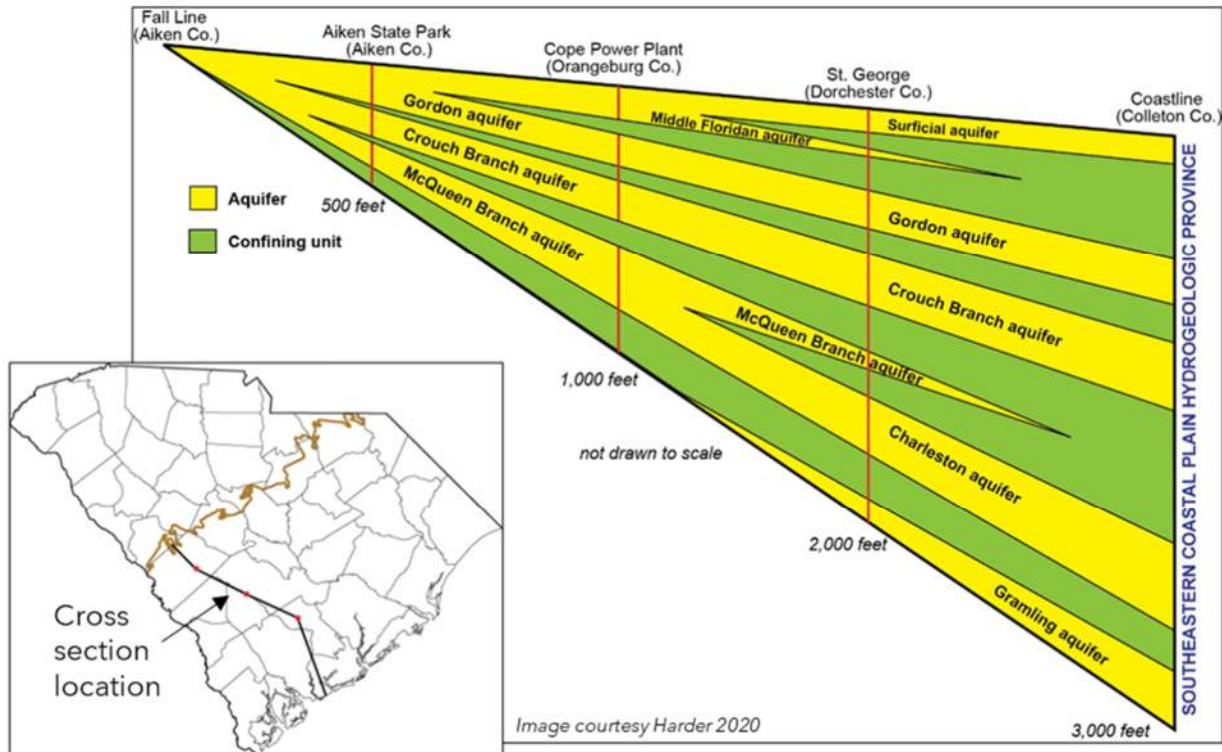 Fall Line
(Aiken Co.)
Aiken State Park
(Aiken Co.)
Cope Power Plant
(Orangeburg Co.)
St. George
(Dorchester Co.)
Coastline
(Colleton Co.)
Gordon aquifer
Middle Floridan aquifer
Surficial aquifer
Crouch Branch aquifer
McQueen Branch aquifer
Aquifer
Confining unit
500 feet
Gordon aquifer
Crouch Branch aquifer
McQueen Branch aquifer
1,000 feet
not drawn to scale
Charleston aquifer
2,000 feet
Gramling aquifer
3,000 feet
SOUTHEASTERN COASTAL PLAIN HYDROGEOLOGIC PROVINCE
Cross
section
location
Image courtesy Harder 2020